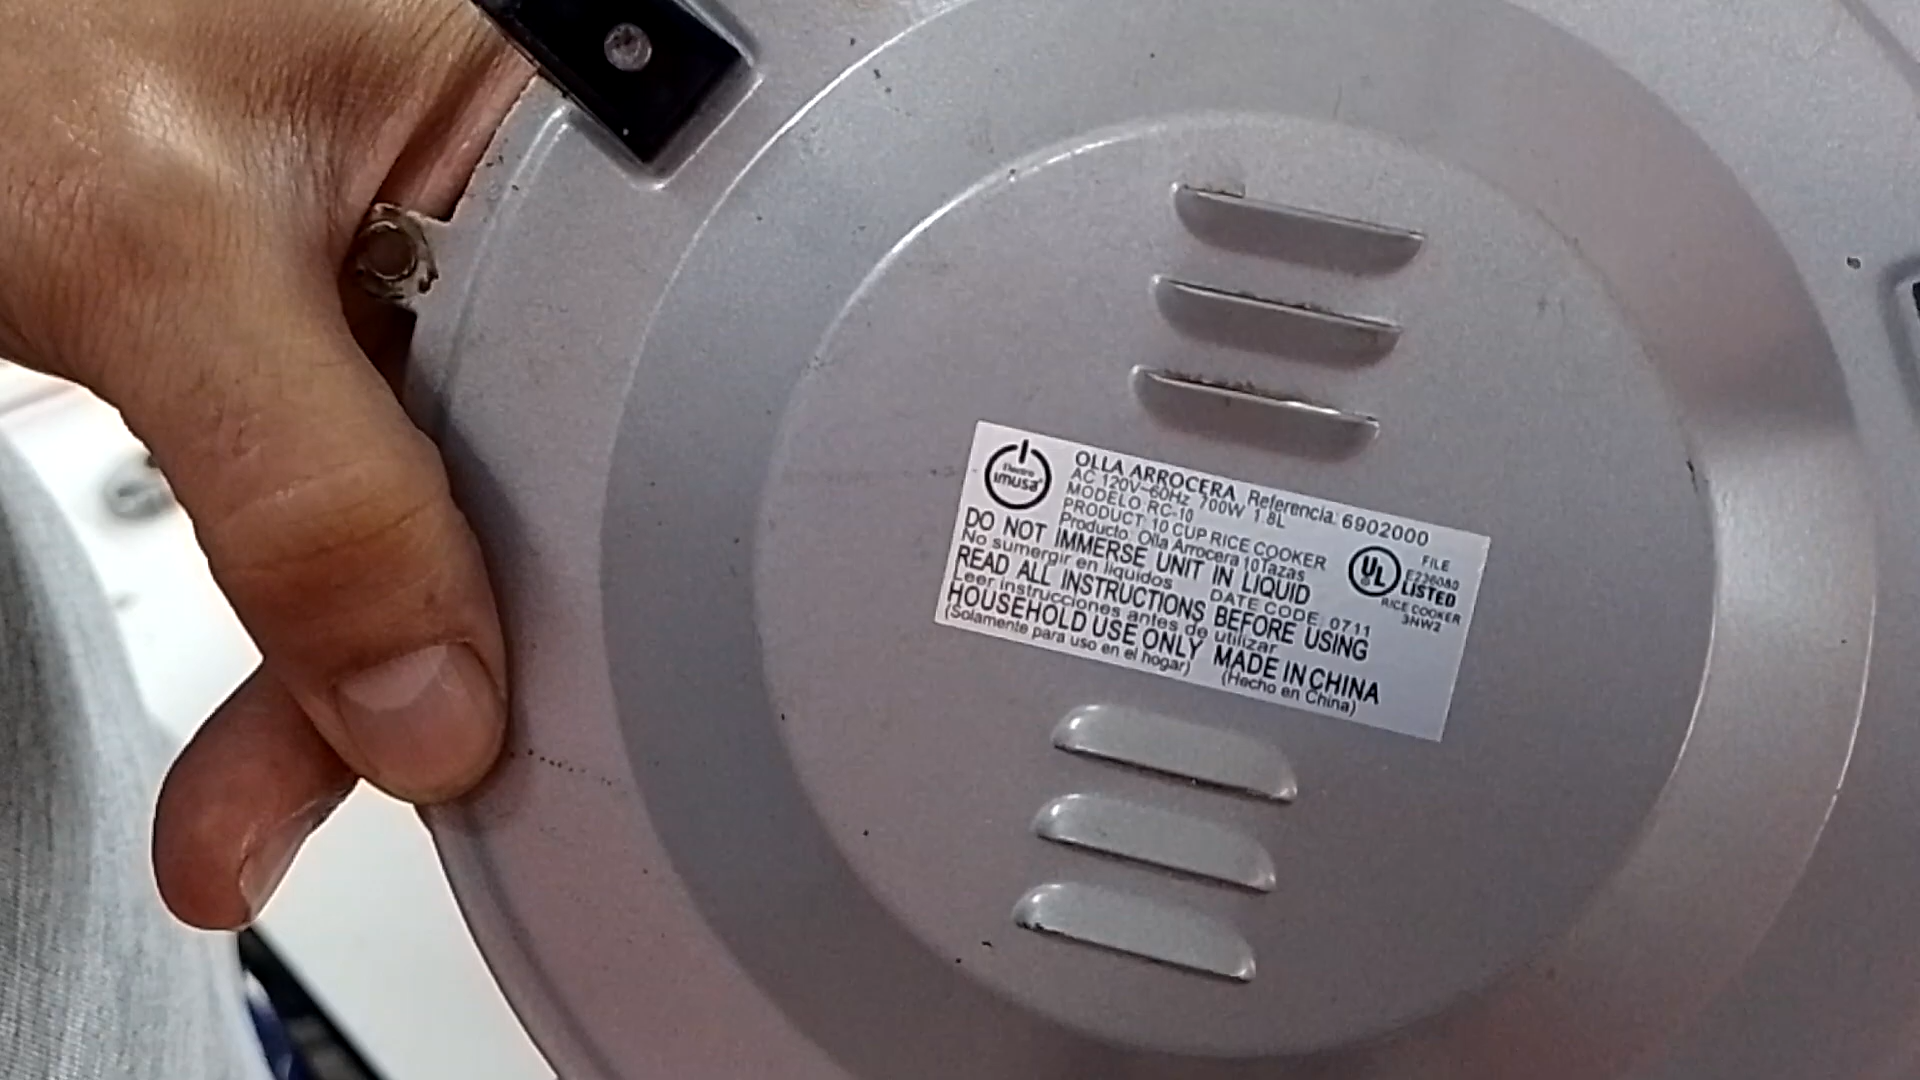 Electro
imusa
OLLA ARROCERA Referencia: 6902000
AC 120V~60Hz 700W 1.8L
MODELO RC-10
PRODUCT: 10 CUP RICE COOKER
Producto: Olla Arrocera 10Tazas
DO NOT IMMERSE UNIT IN LIQUID
No sumergir en liquidos DATE CODE: 0711
READ ALL INSTRUCTIONS BEFORE USING
Leer instrucciones antes de utilizar
HOUSEHOLD USE ONLY MADE IN CHINA
(Solamente para uso en el hogar) (Hecho en China)
UL
FILE
E236080
LISTED
RICE COOKER
3NW2